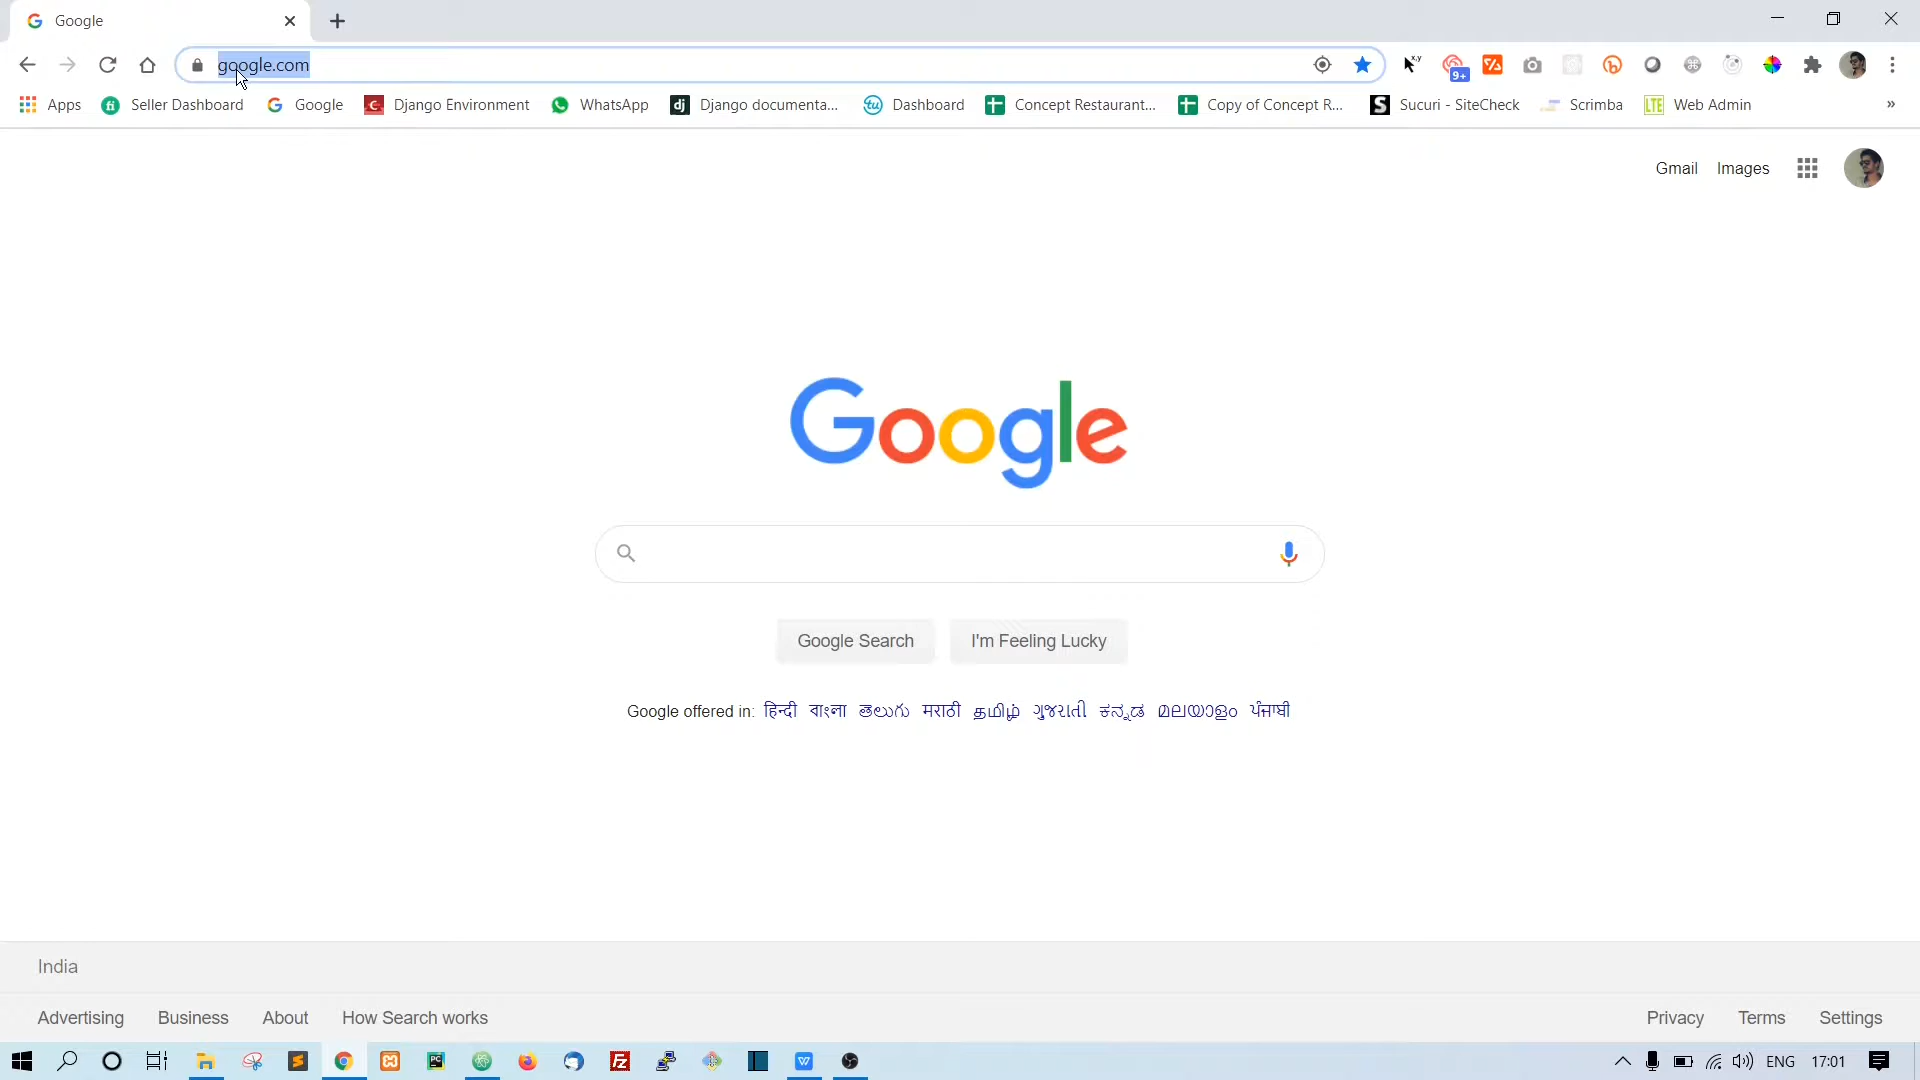 Google
google.com
9+
Apps Seller Dashboard Google Django Environment WhatsApp Django documenta... Dashboard Concept Restaurant... Copy of Concept R... Sucuri - SiteCheck Scrimba Web Admin »
Gmail Images
Google
Google Search I'm Feeling Lucky
Google offered in: हिन्दी বাংলা తెలుగు मराठी தமிழ் ગુજરાતી ಕನ್ನಡ മലയാളം ਪੰਜਾਬੀ
India
Advertising Business About How Search works Privacy Terms Settings
ENG 17:01